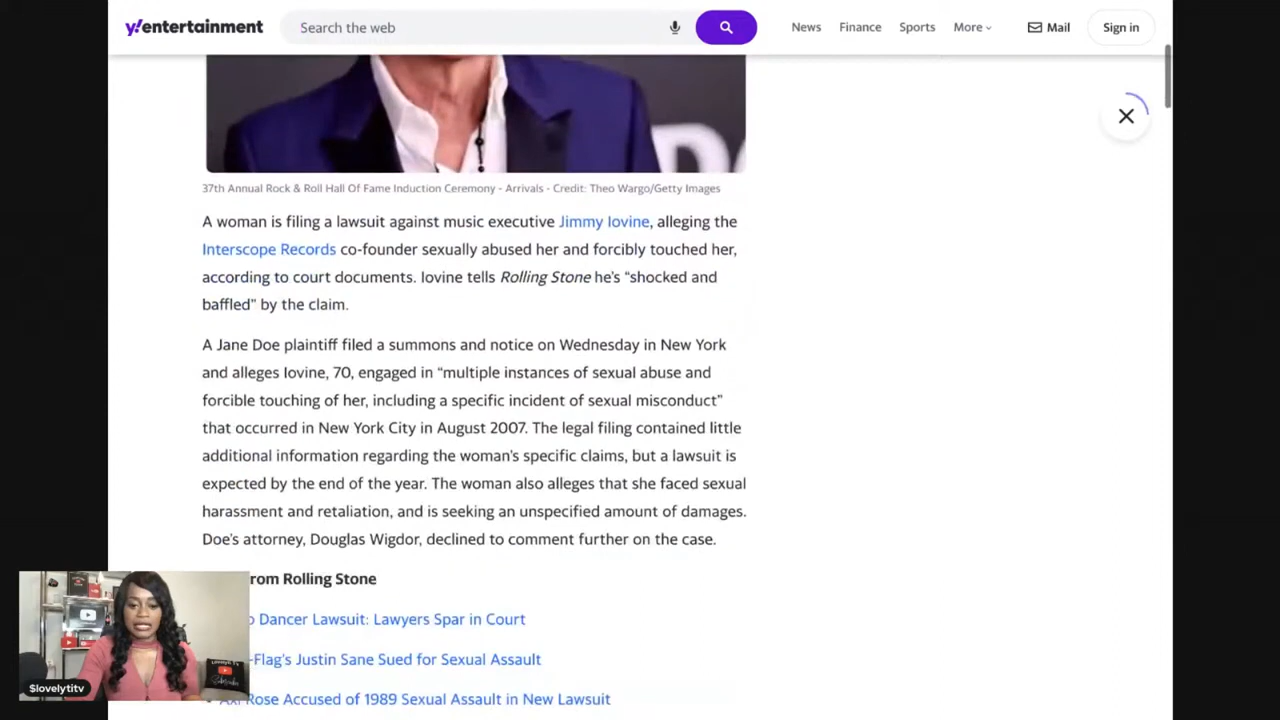 y!entertainment
Search the web
News
Finance
Sports
More
Mail
Sign in
37th Annual Rock & Roll Hall Of Fame Induction Ceremony - Arrivals - Credit: Theo Wargo/Getty Images
A woman is filing a lawsuit against music executive Jimmy Iovine, alleging the
Interscope Records co-founder sexually abused her and forcibly touched her,
according to court documents. Iovine tells Rolling Stone he's “shocked and
baffled” by the claim.
A Jane Doe plaintiff filed a summons and notice on Wednesday in New York
and alleges Iovine, 70, engaged in “multiple instances of sexual abuse and
forcible touching of her, including a specific incident of sexual misconduct”
that occurred in New York City in August 2007. The legal filing contained little
additional information regarding the woman's specific claims, but a lawsuit is
expected by the end of the year. The woman also alleges that she faced sexual
harassment and retaliation, and is seeking an unspecified amount of damages.
Doe's attorney, Douglas Wigdor, declined to comment further on the case.
rom Rolling Stone
Dancer Lawsuit: Lawyers Spar in Court
-Flag's Justin Sane Sued for Sexual Assault
Rose Accused of 1989 Sexual Assault in New Lawsuit
$lovelytitv